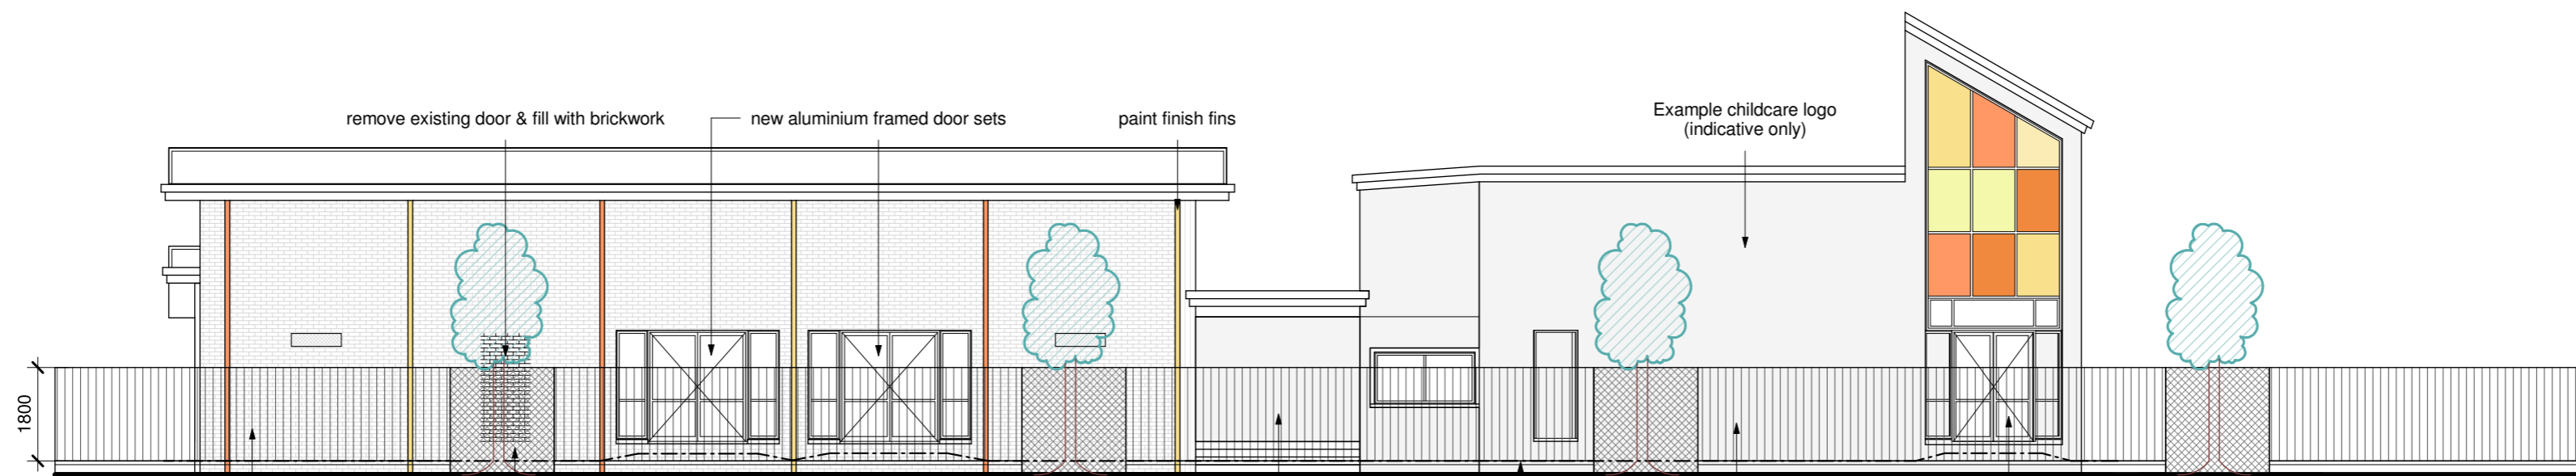 remove existing door & fill with brickwork
new aluminium framed door sets
paint finish fins
Example childcare logo
(indicative only)
1800